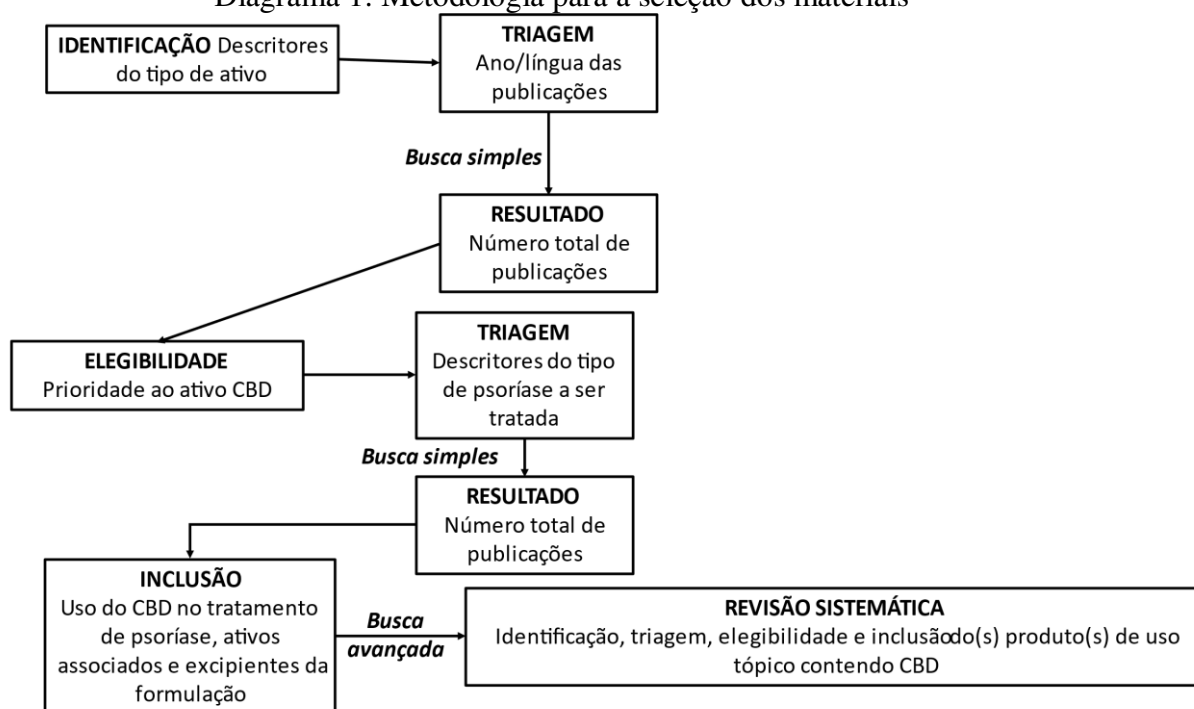 Diagrama 1: Metodologia para a seleção dos materiais
IDENTIFICAÇÃO Descritores
do tipo de ativo
TRIAGEM
Ano/língua das
publicações
Busca simples
RESULTADO
Número total de
publicações
ELEGIBILIDADE
Prioridade ao ativo CBD
TRIAGEM
Descritores do tipo
de psoríase a ser
tratada
Busca simples
RESULTADO
Número total de
publicações
INCLUSÃO
Uso do CBD no tratamento
de psoríase, ativos
associados e excipientes da
formulação
Busca
avançada
REVISÃO SISTEMÁTICA
Identificação, triagem, elegibilidade e inclusãodo(s) produto(s) de uso
tópico contendo CBD